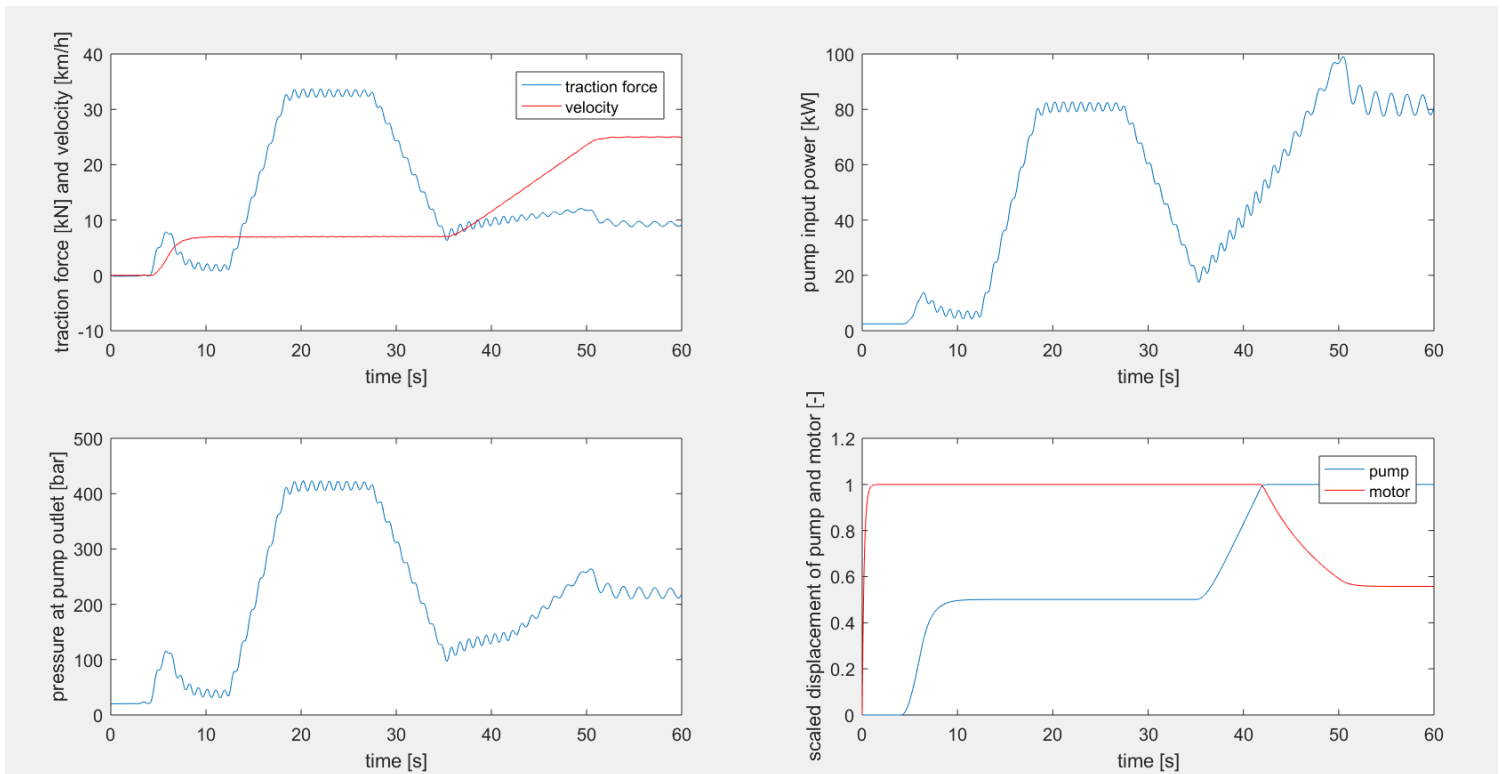 traction force [kN] and velocity [km/h]
40
30
20
10
0
-10
traction force
velocity
0 10 20 30 40 50 60
time [s]
pump input power [kW]
100
80
60
40
20
0
0 10 20 30 40 50 60
time [s]
pressure at pump outlet [bar]
500
400
300
200
100
0
0 10 20 30 40 50 60
time [s]
scaled displacement of pump and motor [-]
1.2
1
0.8
0.6
0.4
0.2
0
pump
motor
0 10 20 30 40 50 60
time [s]